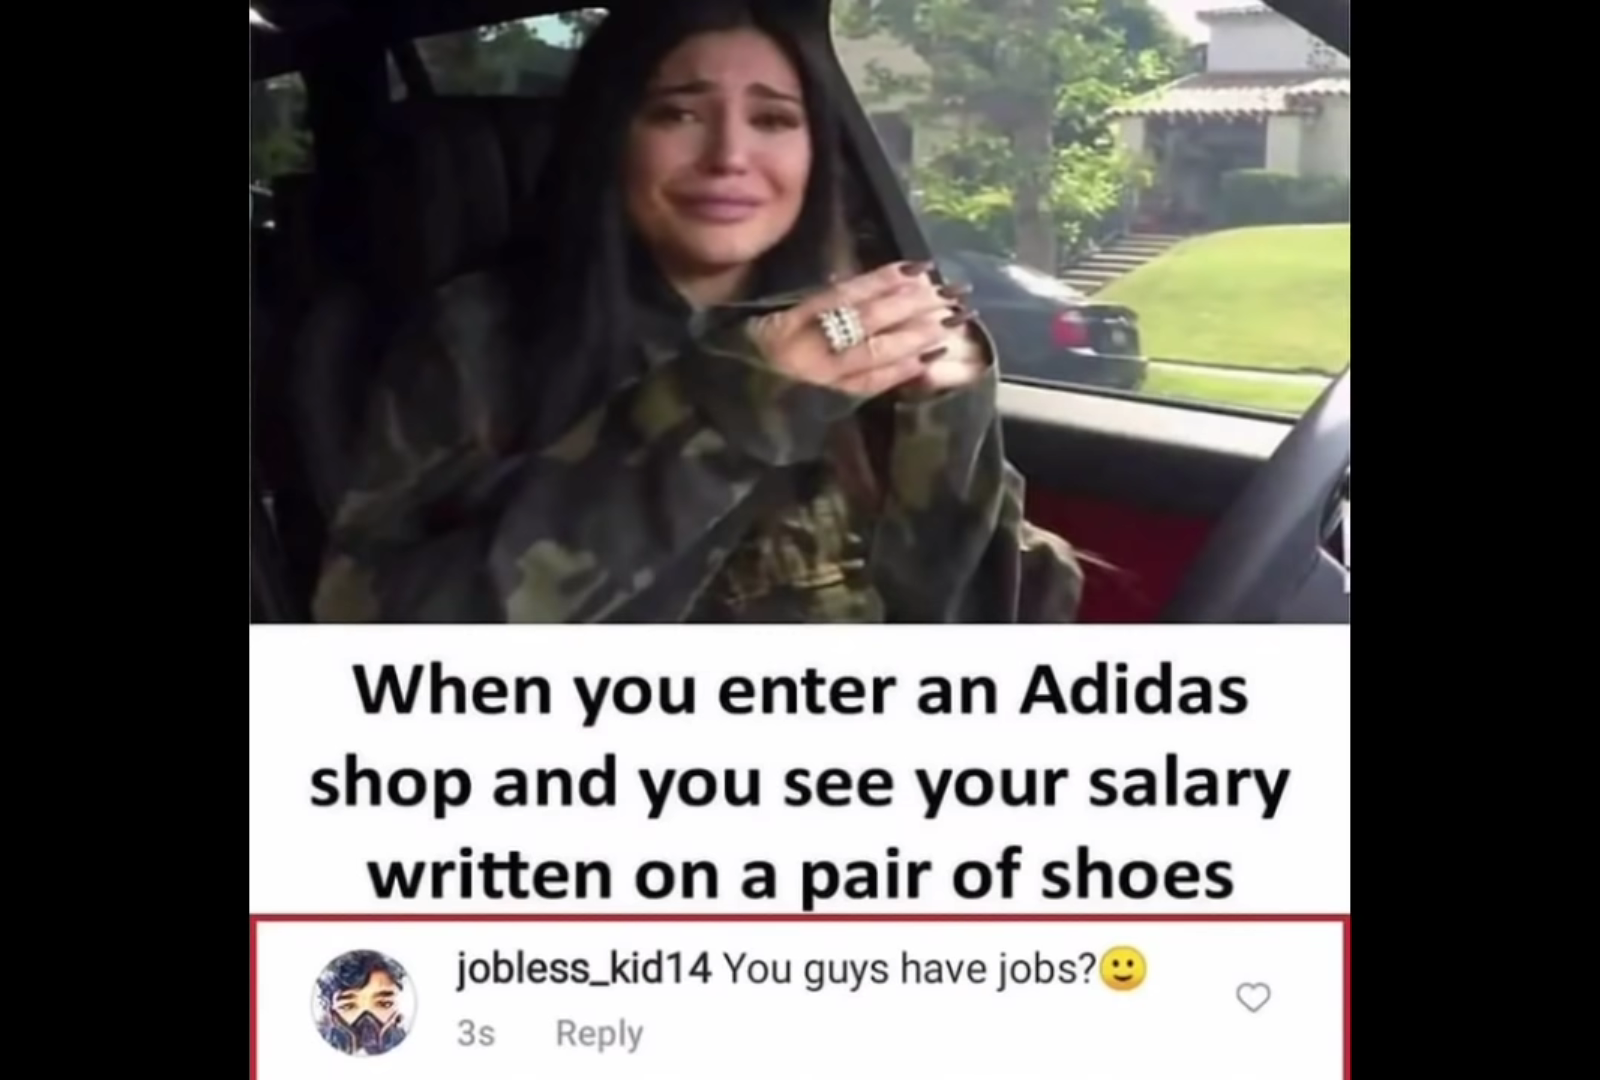 When you enter an Adidas
shop and you see your salary
written on a pair of shoes
jobless_kid14 You guys have jobs?🙂
3s Reply